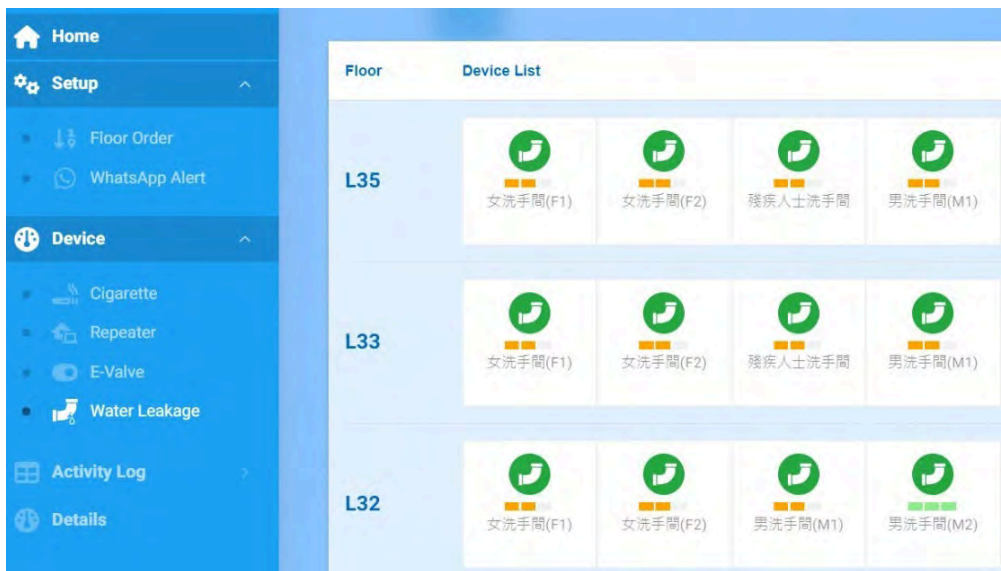 Home
Setup
Floor Order
WhatsApp Alert
Device
Cigarette
Repeater
E-Valve
Water Leakage
Activity Log
Details
Floor Device List
L35
女洗手間(F1) 女洗手間(F2) 殘疾人士洗手間 男洗手間(M1)
L33
女洗手間(F1) 女洗手間(F2) 殘疾人士洗手間 男洗手間(M1)
L32
女洗手間(F1) 女洗手間(F2) 男洗手間(M1) 男洗手間(M2)